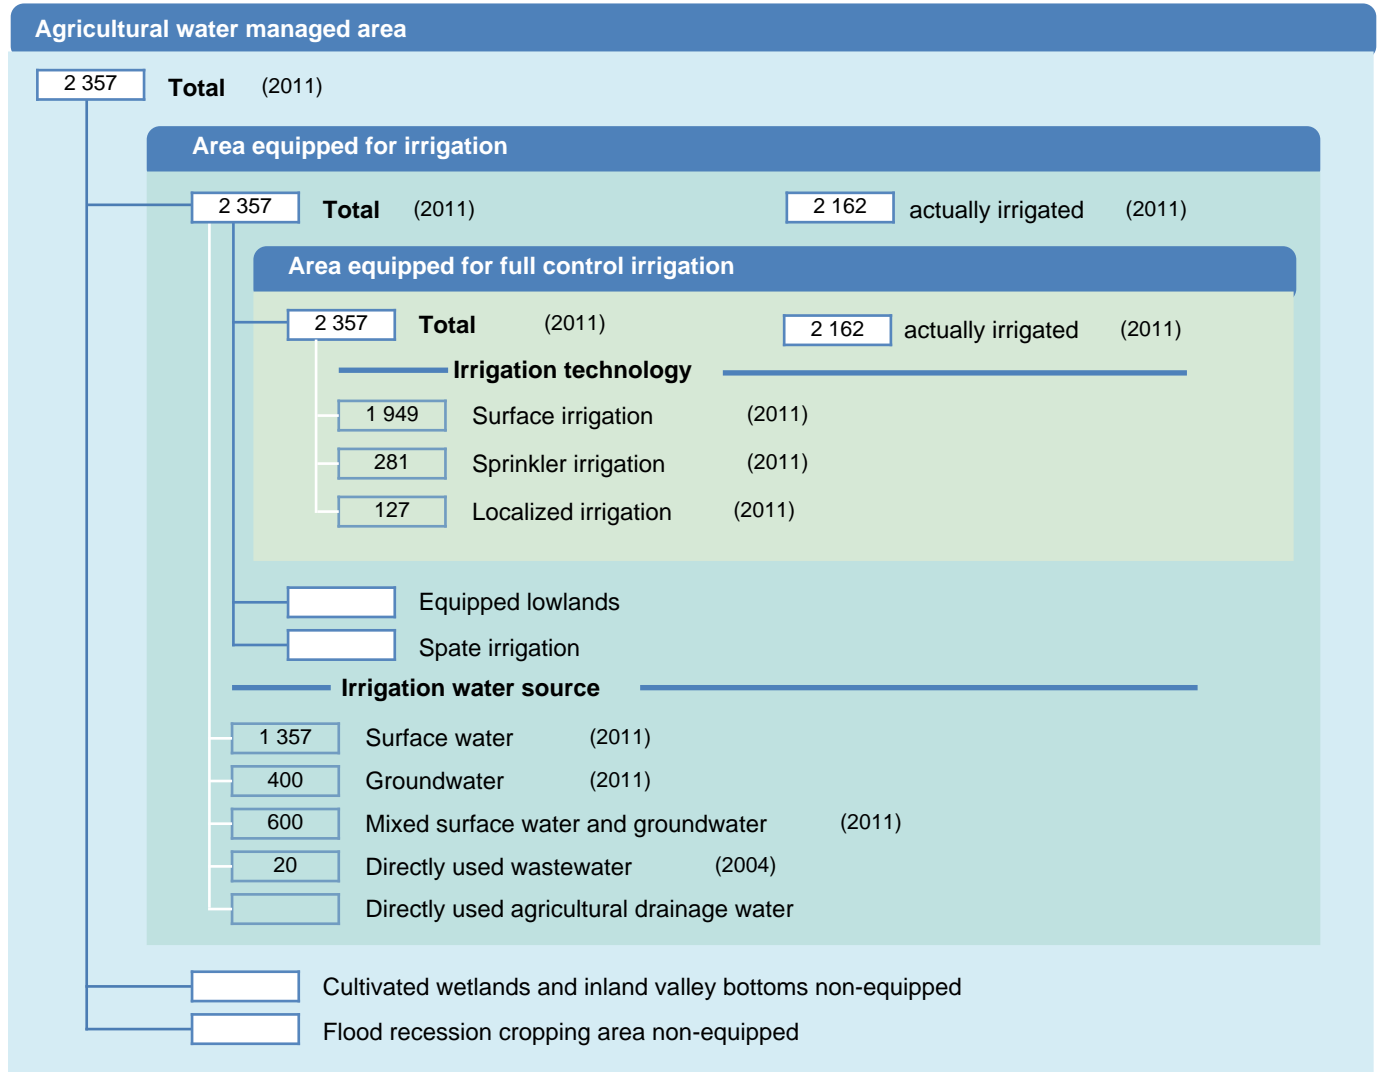 Agricultural water managed area
2 357 Total (2011)
Area equipped for irrigation
2 357 Total (2011) 2 162 actually irrigated (2011)
Area equipped for full control irrigation
2 357 Total (2011) 2 162 actually irrigated (2011)
Irrigation technology
1 949 Surface irrigation (2011)
281 Sprinkler irrigation (2011)
127 Localized irrigation (2011)
Equipped lowlands
Spate irrigation
Irrigation water source
1 357 Surface water (2011)
400 Groundwater (2011)
600 Mixed surface water and groundwater (2011)
20 Directly used wastewater (2004)
Directly used agricultural drainage water
Cultivated wetlands and inland valley bottoms non-equipped
Flood recession cropping area non-equipped